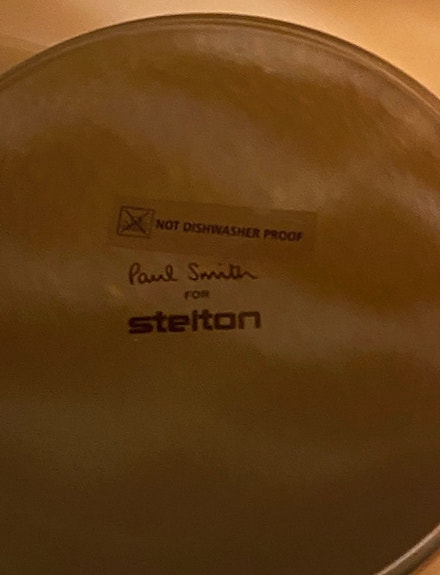 NOT DISHWASHER PROOF
Paul Smith
FOR
stelton